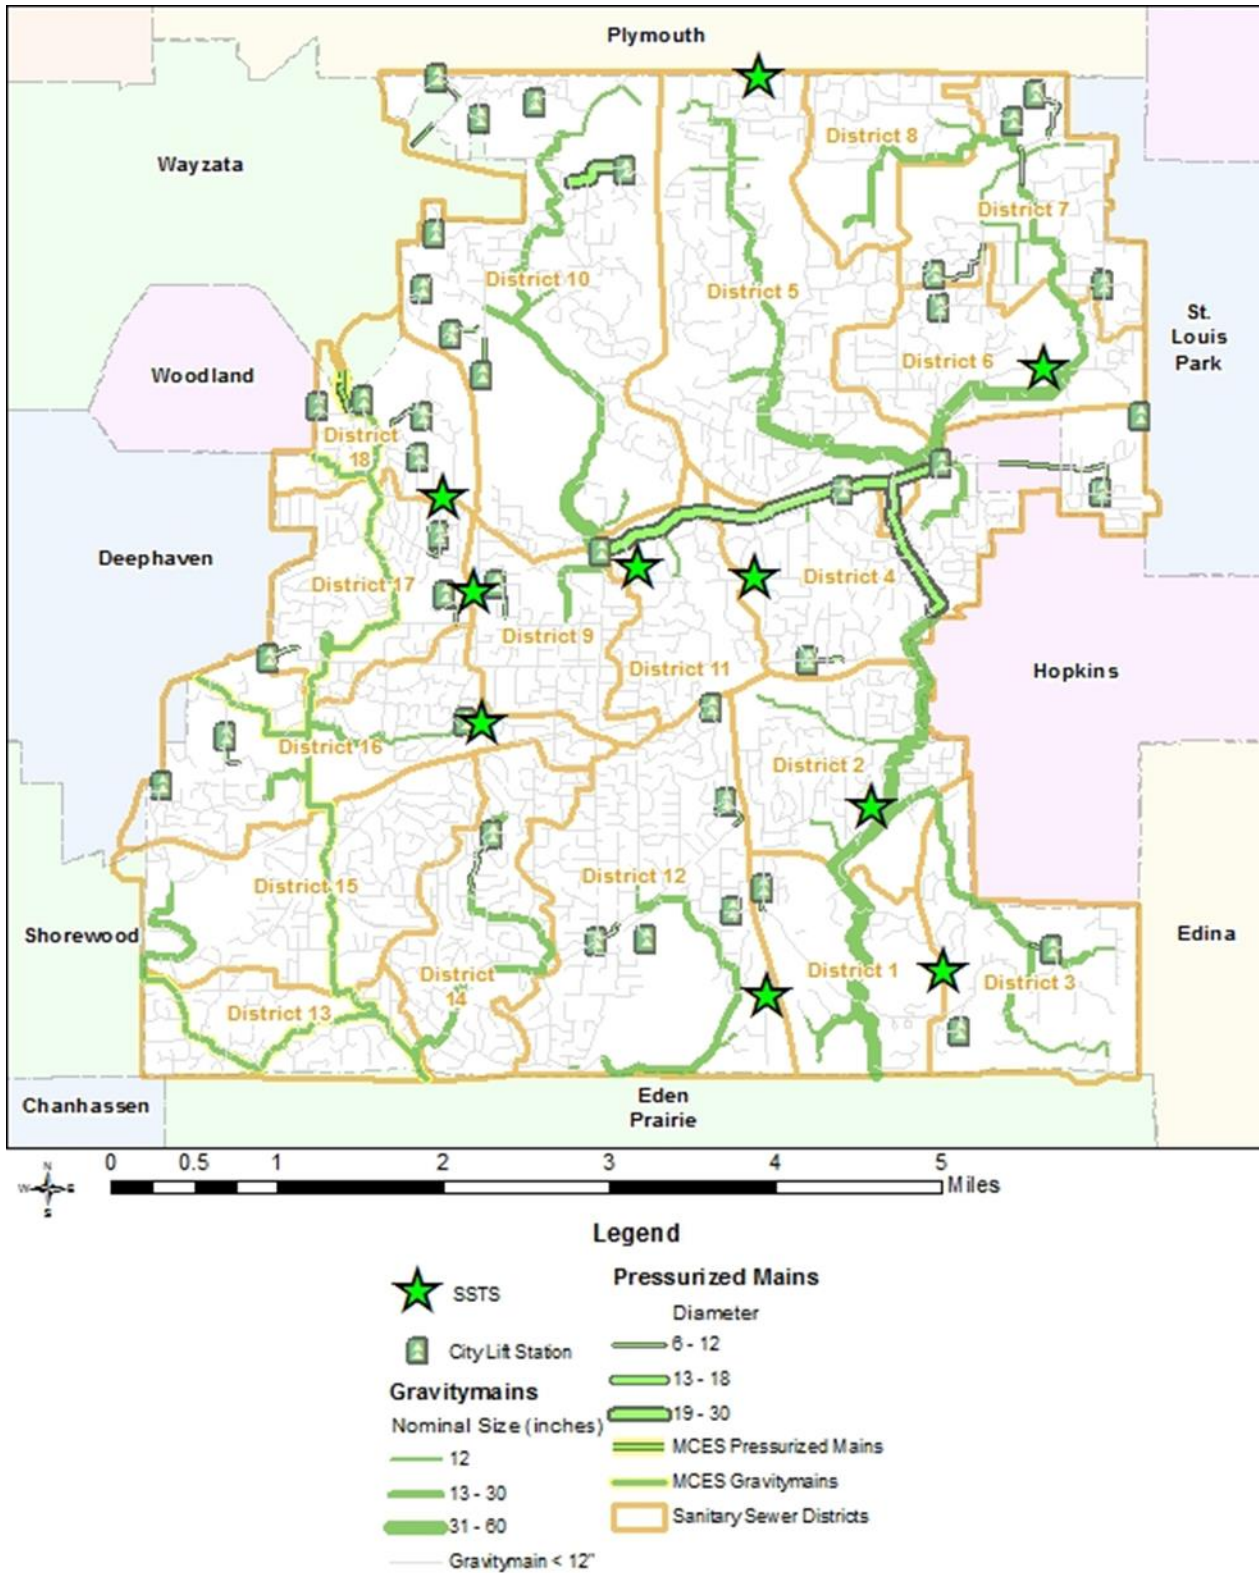 Plymouth
Wayzata
District 8
District 7
District 10
District 5
St.
Louis
Park
Woodland
District 6
District
18
Deephaven
District 17
District 4
District 9
District 11
Hopkins
District 16
District 2
District 12
District 15
Shorewood
Edina
District 1
District
14
District 3
District 13
Chanhassen
Eden
Prairie
N
W E
S
0 0.5 1 2 3 4 5
Miles
Legend
SSTS
City Lift Station
Gravitymains
Nominal Size (inches)
12
13 - 30
31 - 60
Gravitymain < 12"
Pressurized Mains
Diameter
6 - 12
13 - 18
19 - 30
MCES Pressurized Mains
MCES Gravitymains
Sanitary Sewer Districts